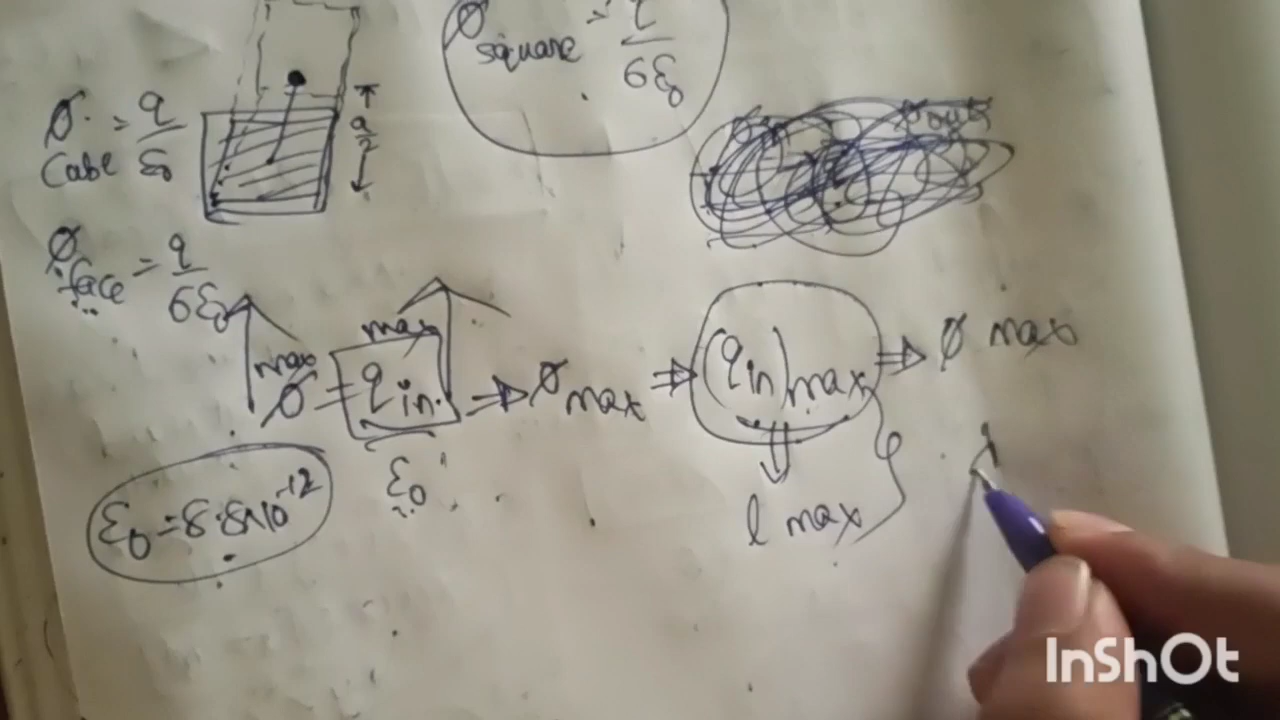 Φ square = q/6ε₀
Φ cube = q/ε₀
a/2
Φ face = q/6ε₀
max max
Φ = q in/ε₀ ⇒ Φ max ⇒ (q in) max ⇒ Φ max
ε₀ = 8.8×10⁻¹²
l max
InShOt